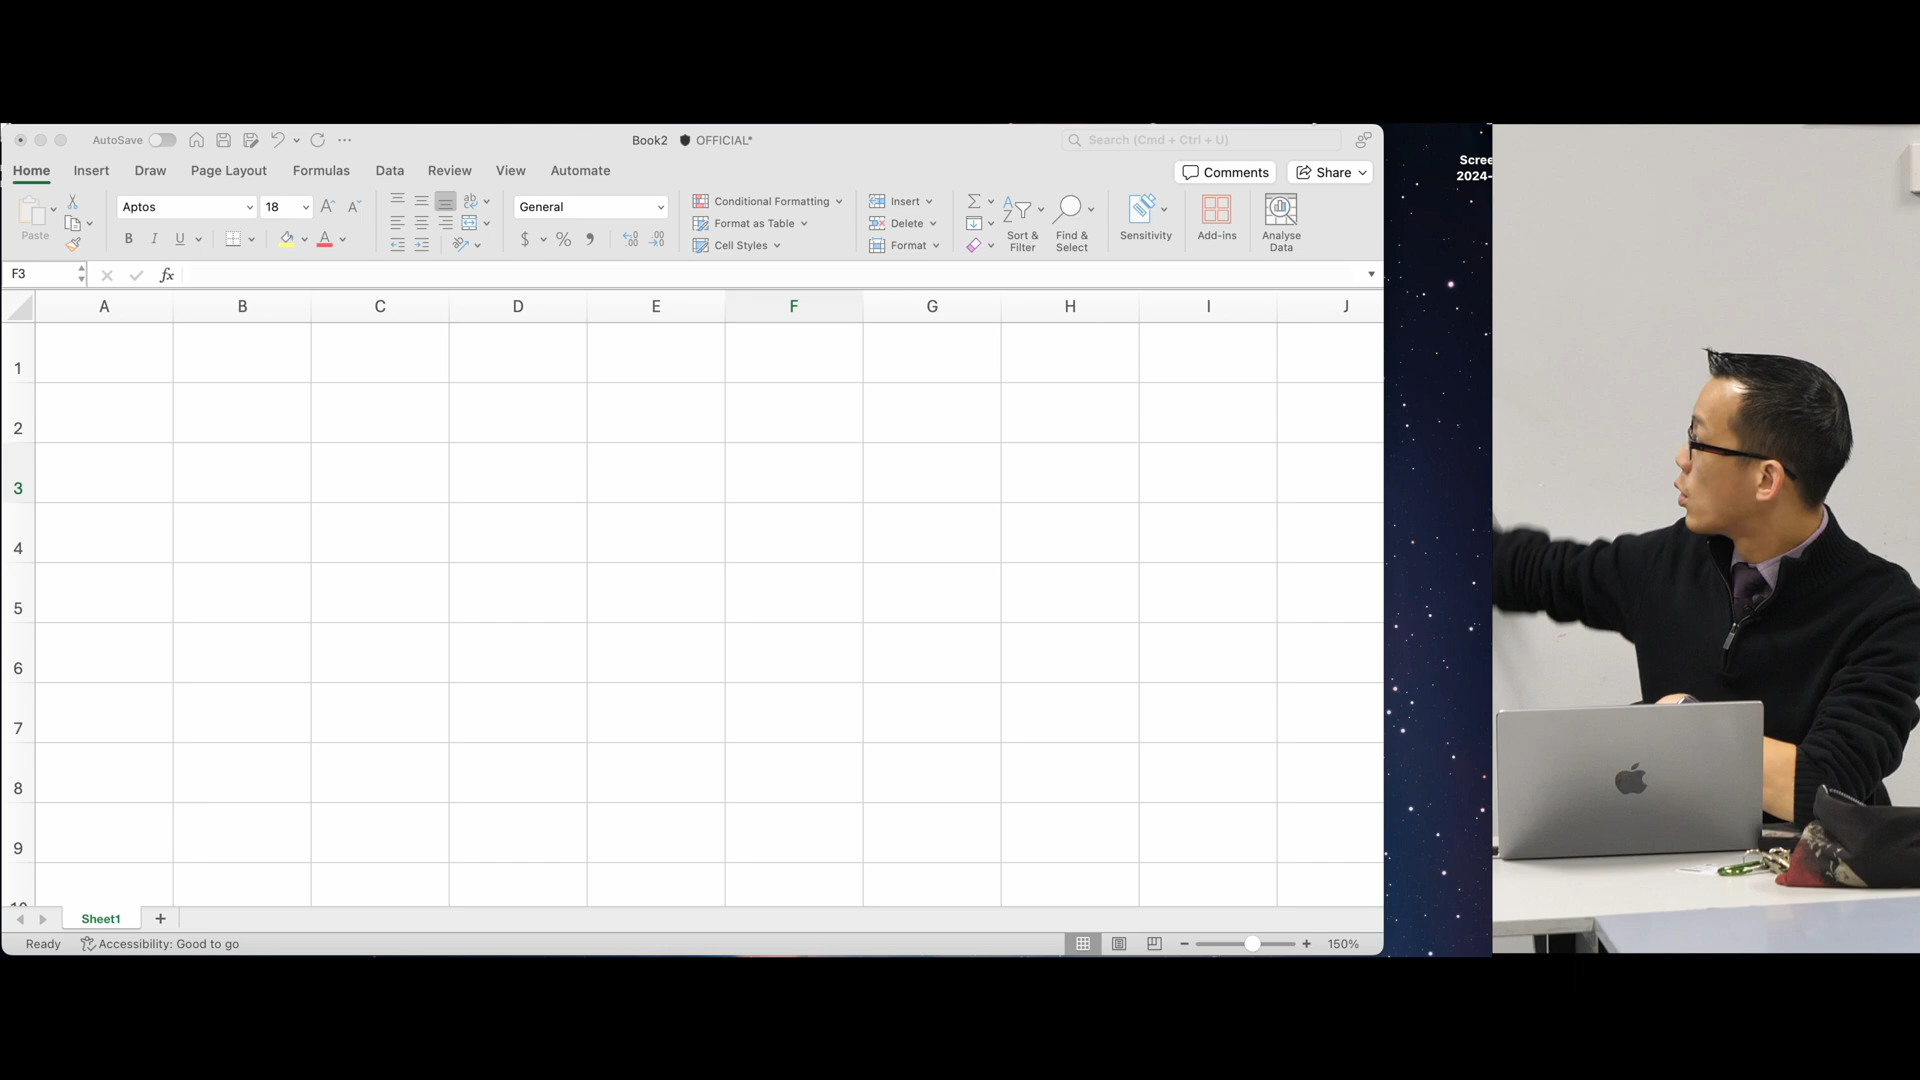 AutoSave
Book2 OFFICIAL*
Search (Cmd + Ctrl + U)
Home Insert Draw Page Layout Formulas Data Review View Automate
Comments Share
Paste
Aptos 18
General
Conditional Formatting
Format as Table
Cell Styles
Insert
Delete
Format
Sort & Filter
Find & Select
Sensitivity
Add-ins
Analyse Data
B I U
$ % 9
F3 fx
A B C D E F G H I J
1
2
3
4
5
6
7
8
9
Sheet1
Ready Accessibility: Good to go 150%
Scree
2024-